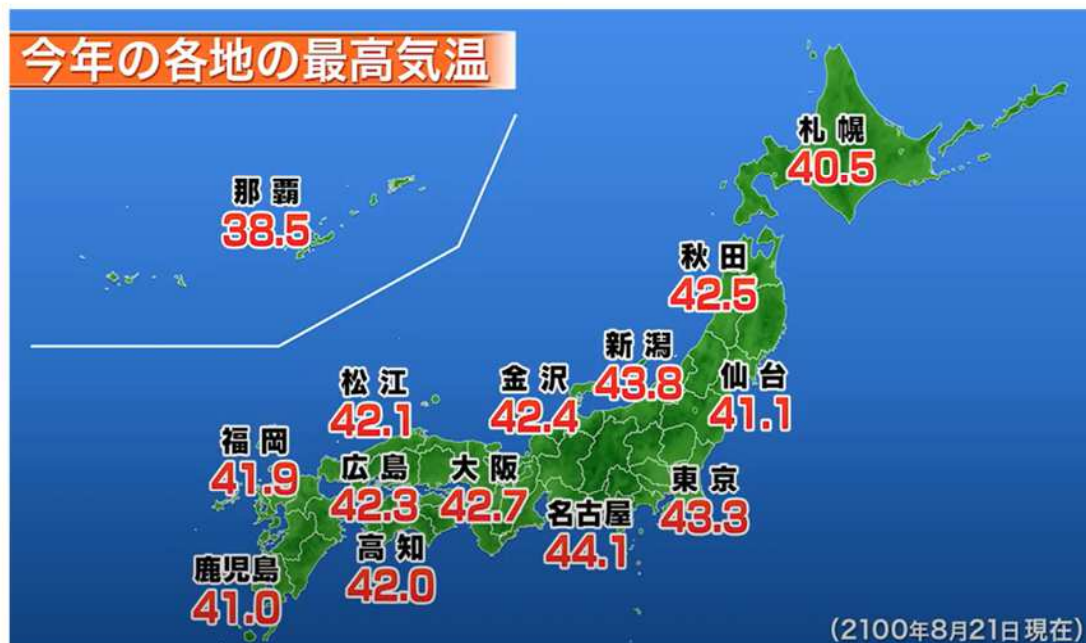 今年の各地の最高気温
札幌
40.5
那覇
38.5
秋田
42.5
新潟
43.8
仙台
41.1
金沢
42.4
松江
42.1
福岡
41.9
広島
42.3
大阪
42.7
東京
43.3
名古屋
44.1
高知
42.0
鹿児島
41.0
(2100年8月21日現在)